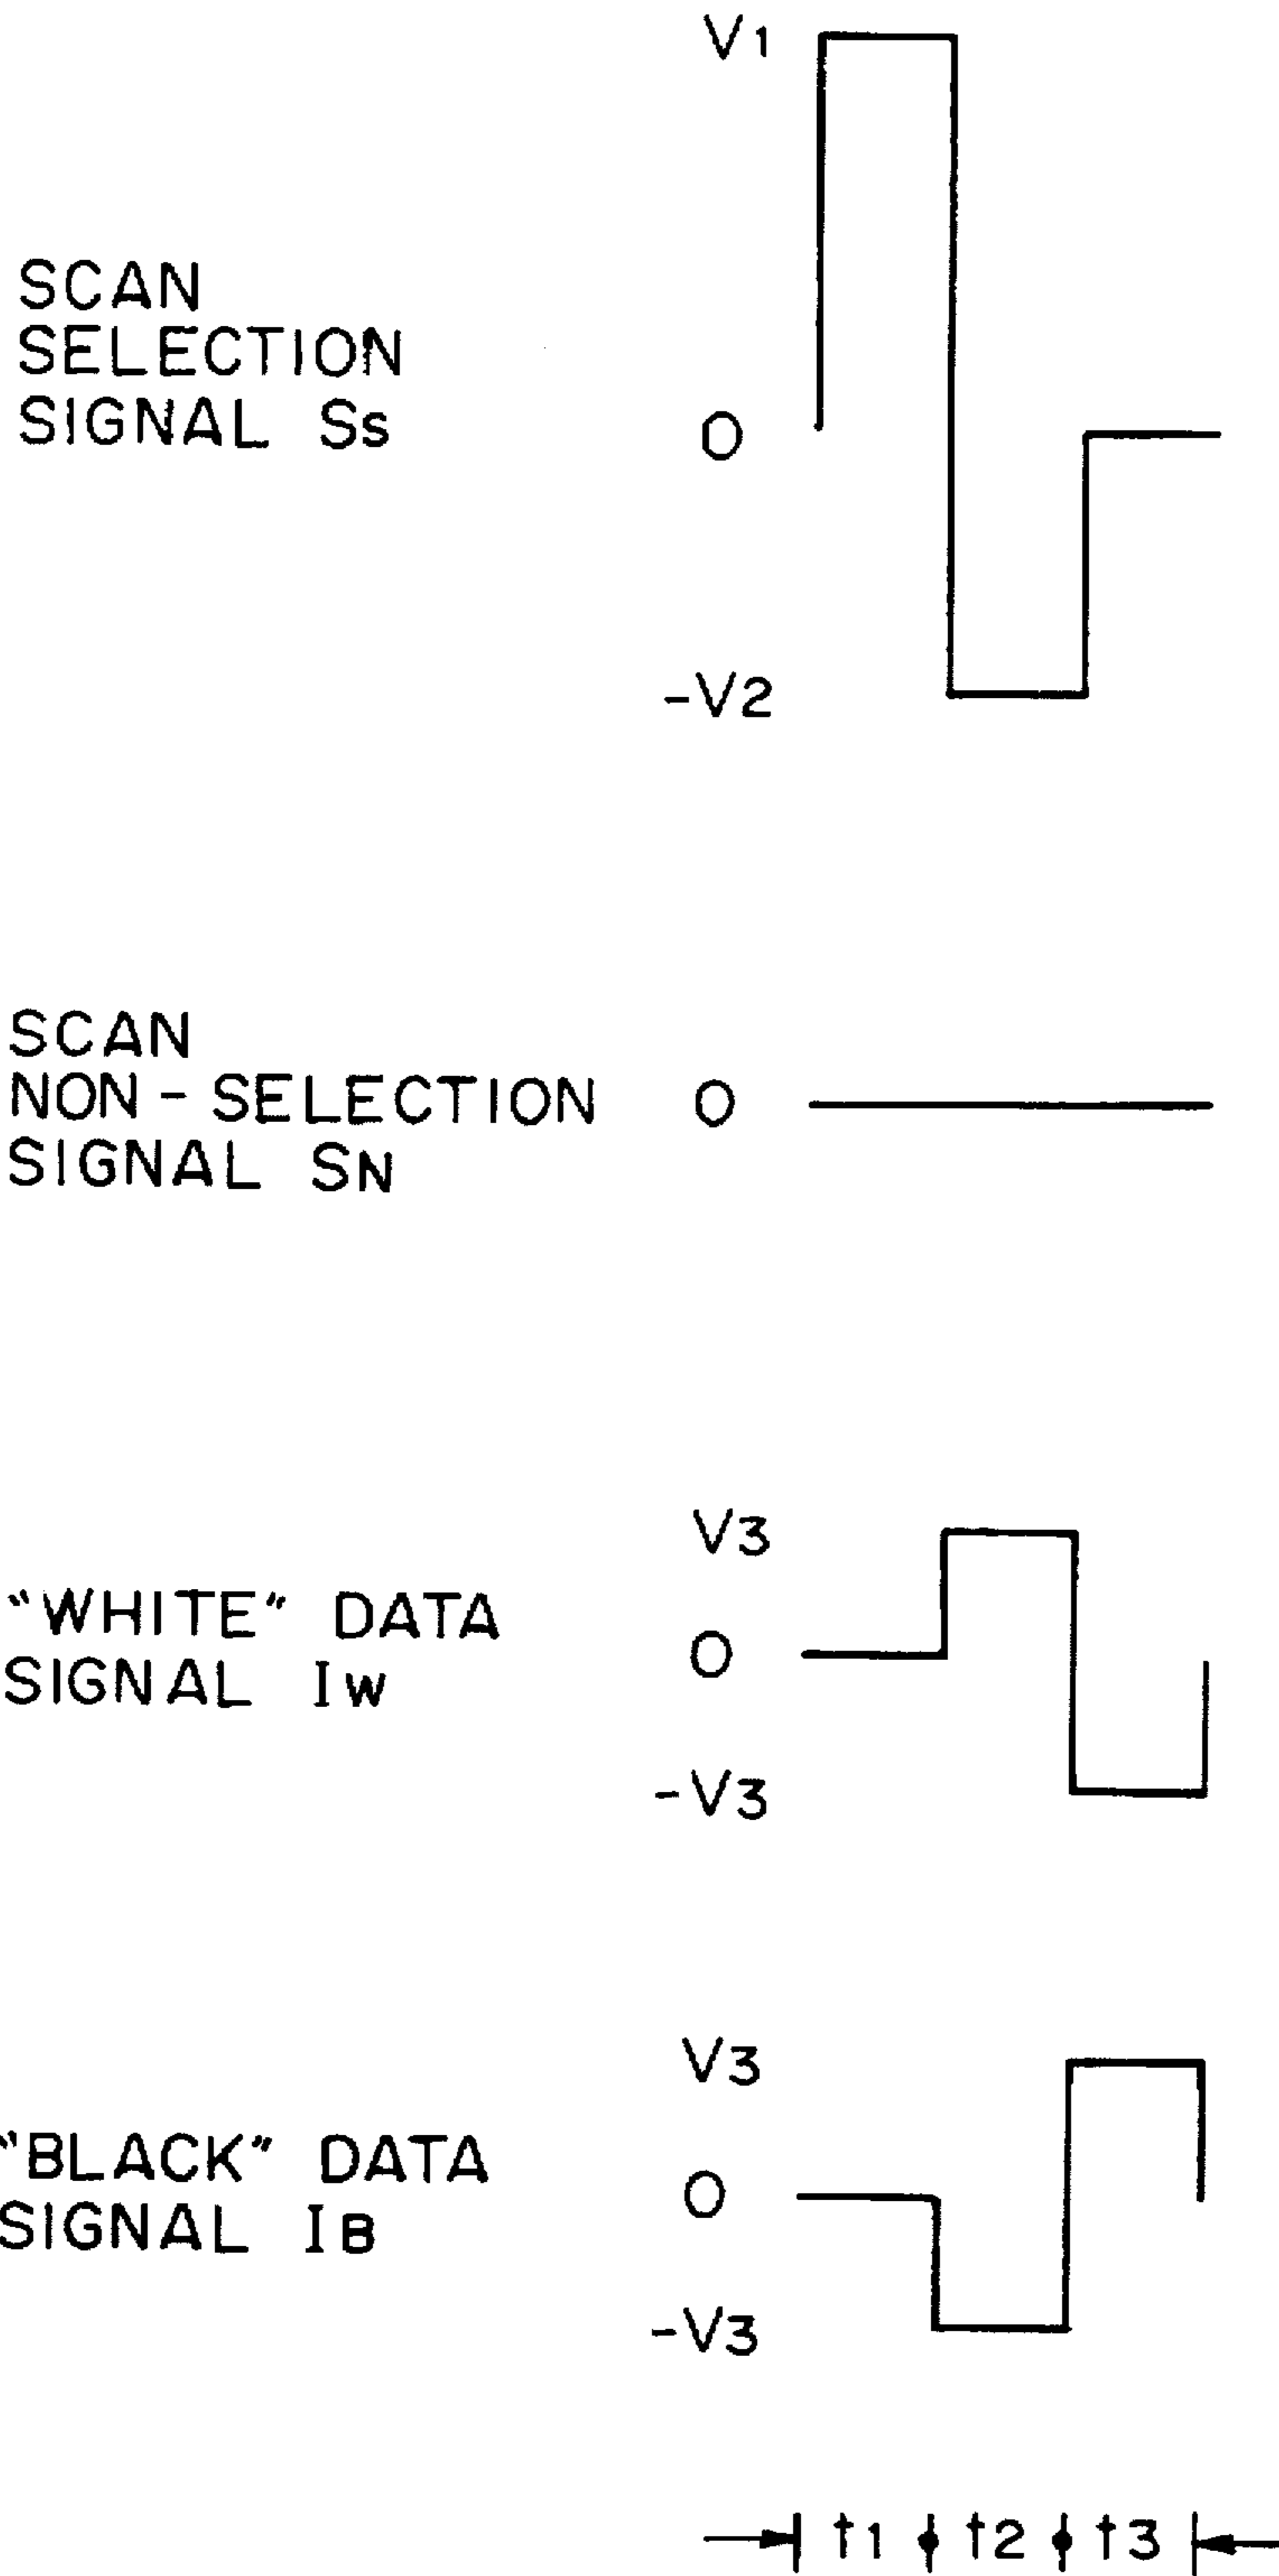 V1
SCAN
SELECTION
SIGNAL Ss
0
-V2
SCAN
NON-SELECTION
SIGNAL SN
0
V3
"WHITE" DATA
SIGNAL IW
0
-V3
V3
"BLACK" DATA
SIGNAL IB
0
-V3
t1 t2 t3